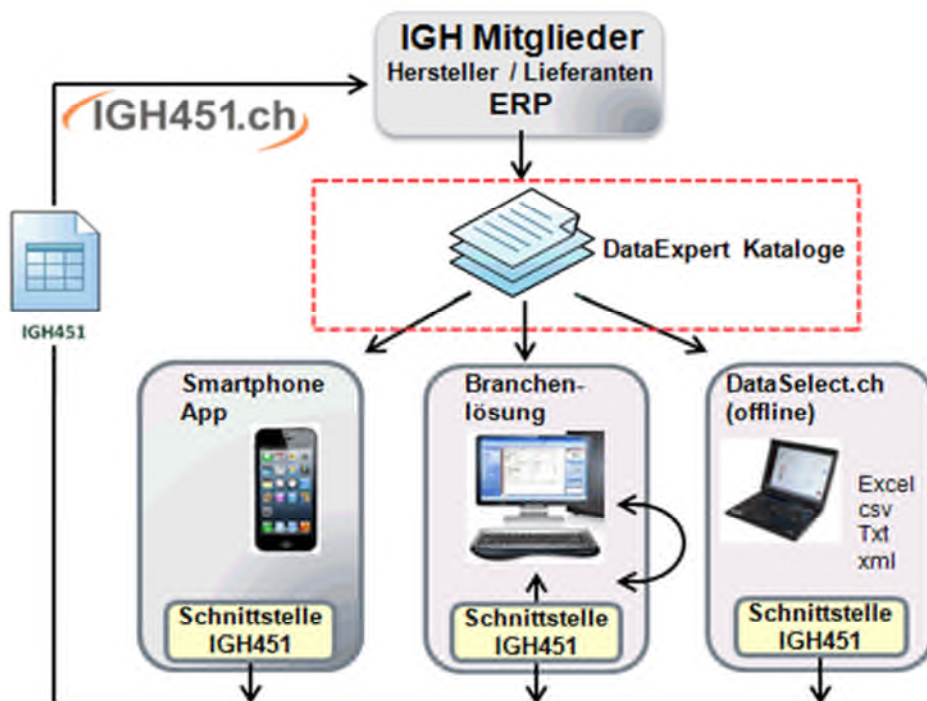 IGH Mitglieder
Hersteller / Lieferanten
ERP
IGH451.ch
DataExpert Kataloge
IGH451
Smartphone
App
Schnittstelle
IGH451
Branchen-
lösung
Schnittstelle
IGH451
DataSelect.ch
(offline)
Excel
csv
Txt
xml
Schnittstelle
IGH451